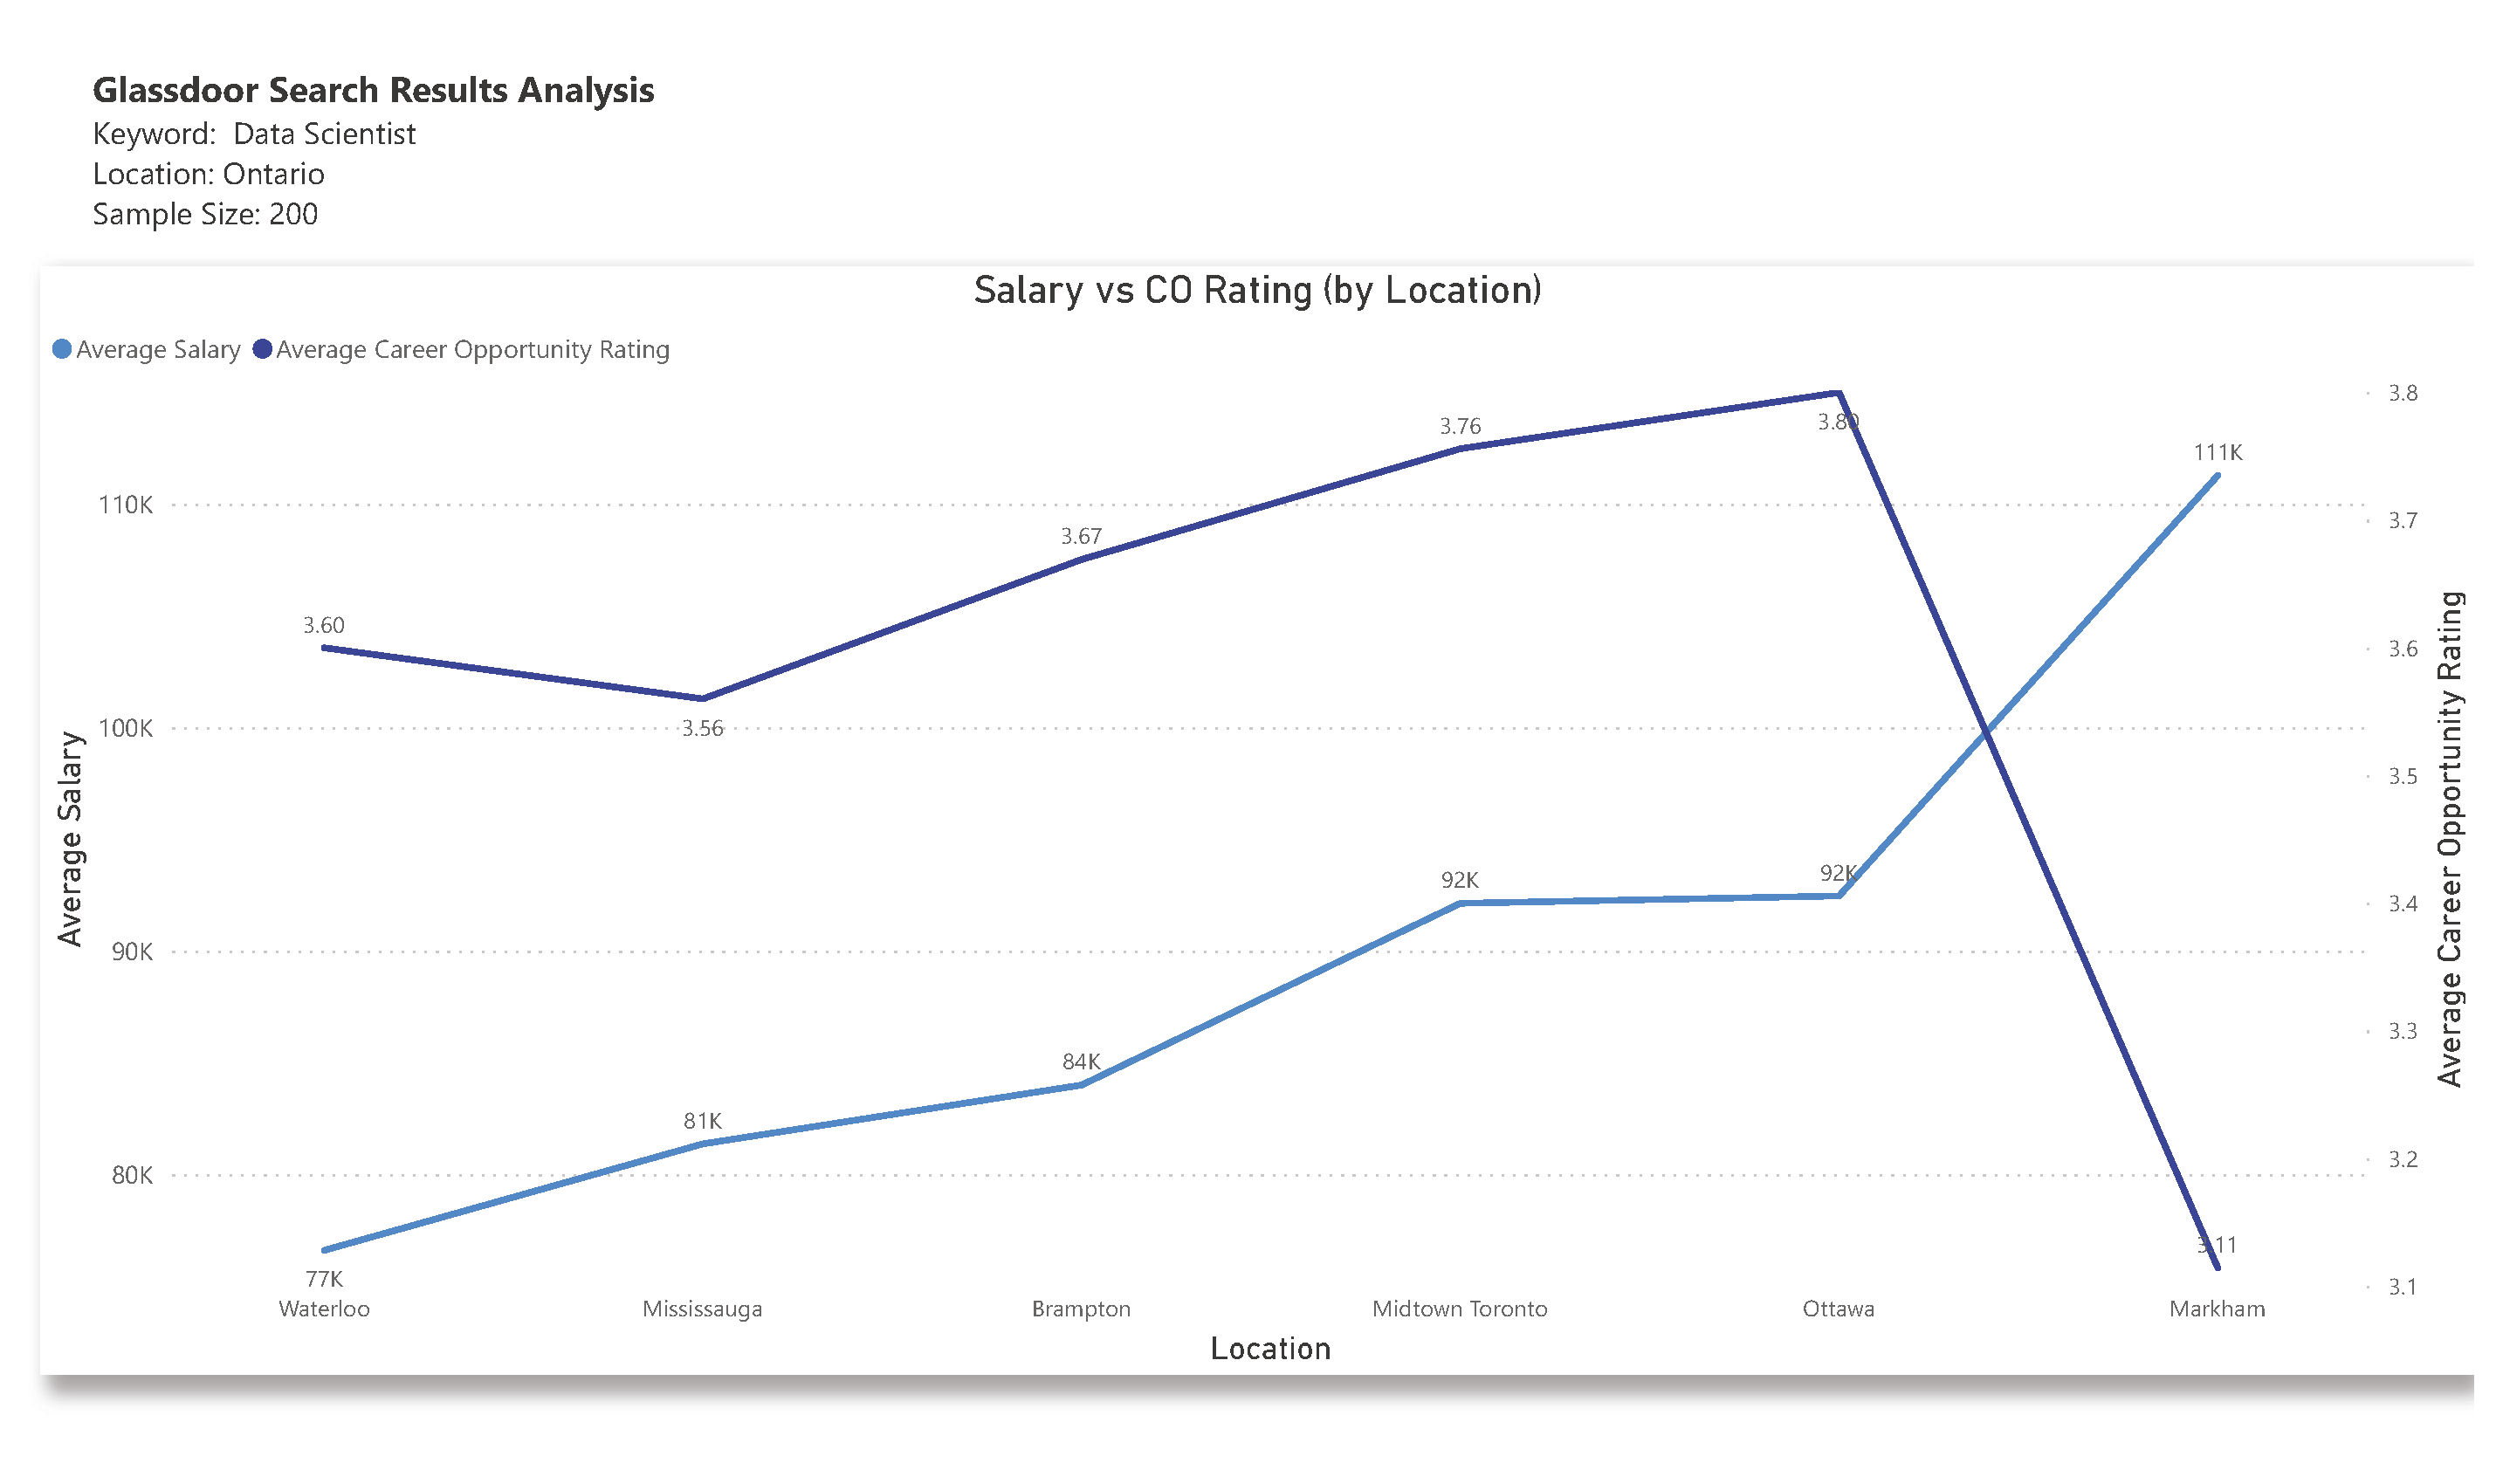 Glassdoor Search Results Analysis
Keyword:  Data Scientist
Location: Ontario
Sample Size: 200
Salary vs CO Rating (by Location)
Average Salary Average Career Opportunity Rating
3.8
3.76
3.80
111K
110K
3.7
3.67
3.60
3.6
100K
3.56
3.5
92K
92K
3.4
90K
3.3
84K
81K
80K
3.2
3.11
77K
3.1
Waterloo Mississauga Brampton Midtown Toronto Ottawa Markham
Location
Average Salary
Average Career Opportunity Rating